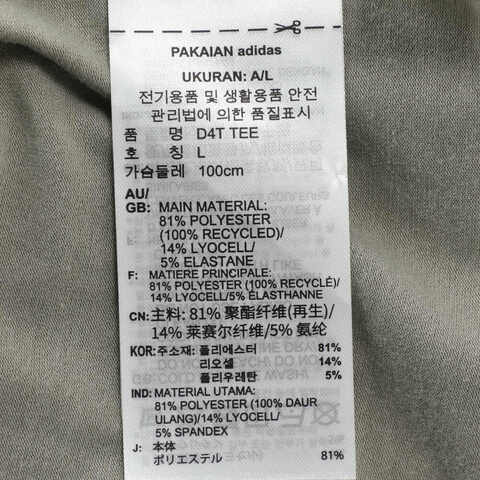 PAKAIAN adidas
UKURAN: A/L
전기용품 및 생활용품 안전
관리법에 의한 품질표시
품 명 D4T TEE
호 칭 L
가슴둘레 100cm
AU/
GB: MAIN MATERIAL:
81% POLYESTER
(100% RECYCLED)/
14% LYOCELL/
5% ELASTANE
F: MATIERE PRINCIPALE:
81% POLYESTER (100% RECYCLÉ)/
14% LYOCELL/5% ÉLASTHANNE
CN: 主料: 81% 聚酯纤维(再生)/
14% 莱赛尔纤维/5% 氨纶
KOR: 주소재: 폴리에스터 81%
리오셀 14%
폴리우레탄 5%
IND: MATERIAL UTAMA:
81% POLYESTER (100% DAUR
ULANG)/14% LYOCELL/
5% SPANDEX
J: 本体
ポリエステル 81%